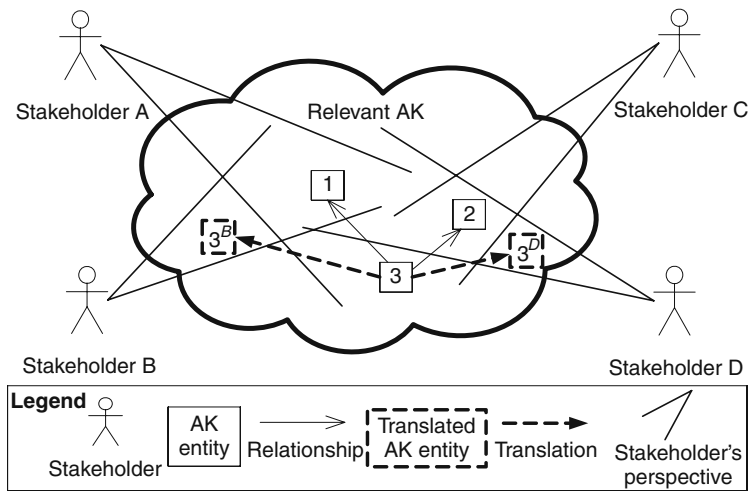 Stakeholder A
Relevant AK
Stakeholder C
1
2
3^B
3^D
3
Stakeholder B
Stakeholder D
Legend
Stakeholder
AK
entity
Relationship
Translated
AK entity
Translation
Stakeholder's
perspective